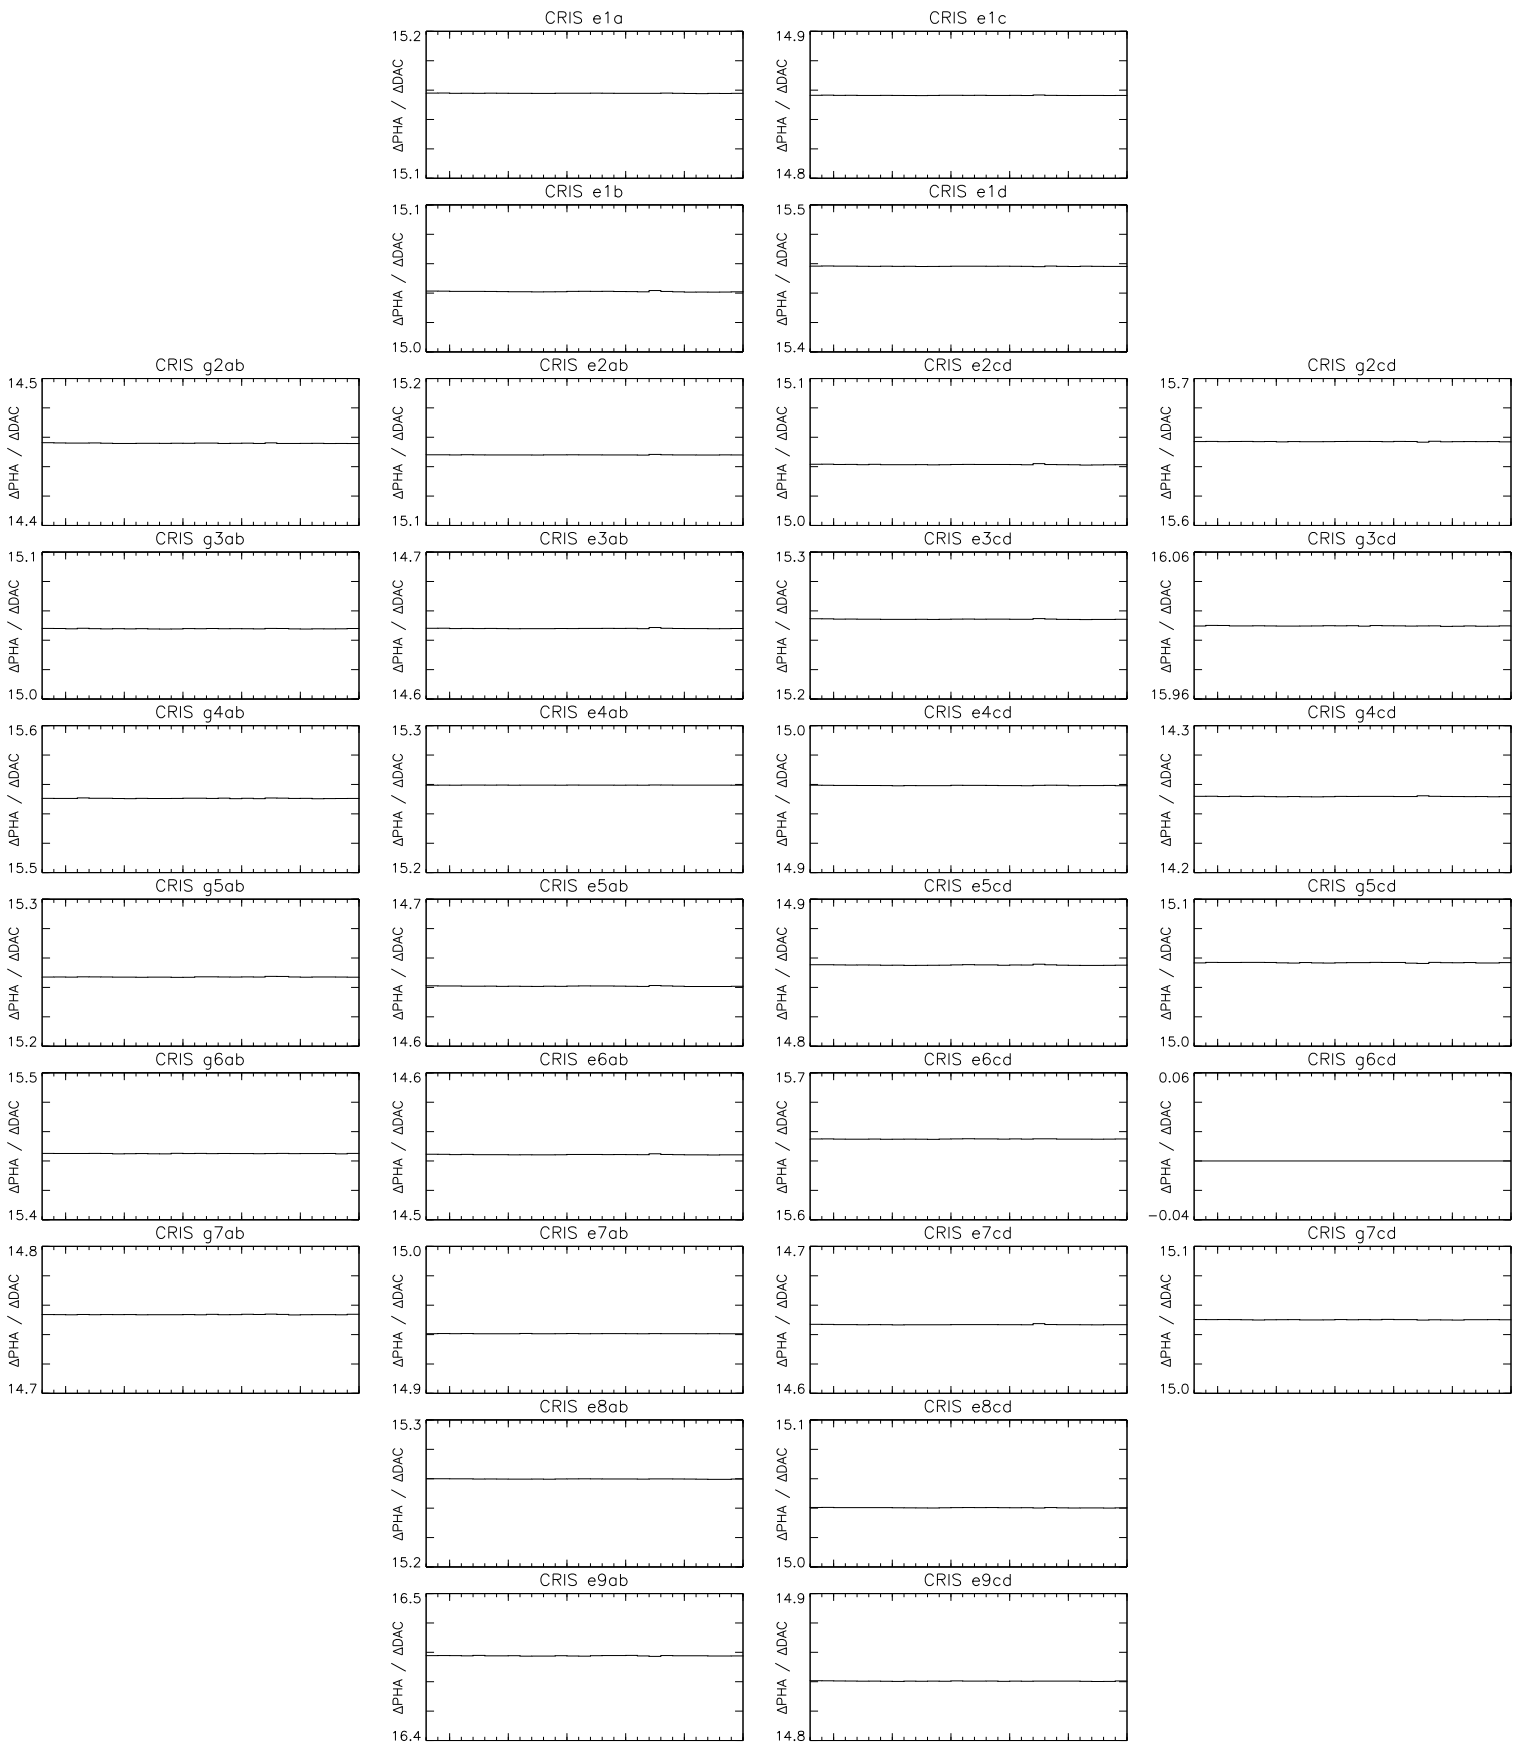 CRIS e1a
15.2
ΔPHA / ΔDAC
15.1
CRIS e1c
14.9
ΔPHA / ΔDAC
14.8
CRIS e1b
15.1
ΔPHA / ΔDAC
15.0
CRIS e1d
15.5
ΔPHA / ΔDAC
15.4
CRIS g2ab
14.5
ΔPHA / ΔDAC
14.4
CRIS e2ab
15.2
ΔPHA / ΔDAC
15.1
CRIS e2cd
15.1
ΔPHA / ΔDAC
15.0
CRIS g2cd
15.7
ΔPHA / ΔDAC
15.6
CRIS g3ab
15.1
ΔPHA / ΔDAC
15.0
CRIS e3ab
14.7
ΔPHA / ΔDAC
14.6
CRIS e3cd
15.3
ΔPHA / ΔDAC
15.2
CRIS g3cd
16.06
ΔPHA / ΔDAC
15.96
CRIS g4ab
15.6
ΔPHA / ΔDAC
15.5
CRIS e4ab
15.3
ΔPHA / ΔDAC
15.2
CRIS e4cd
15.0
ΔPHA / ΔDAC
14.9
CRIS g4cd
14.3
ΔPHA / ΔDAC
14.2
CRIS g5ab
15.3
ΔPHA / ΔDAC
15.2
CRIS e5ab
14.7
ΔPHA / ΔDAC
14.6
CRIS e5cd
14.9
ΔPHA / ΔDAC
14.8
CRIS g5cd
15.1
ΔPHA / ΔDAC
15.0
CRIS g6ab
15.5
ΔPHA / ΔDAC
15.4
CRIS e6ab
14.6
ΔPHA / ΔDAC
14.5
CRIS e6cd
15.7
ΔPHA / ΔDAC
15.6
CRIS g6cd
0.06
ΔPHA / ΔDAC
−0.04
CRIS g7ab
14.8
ΔPHA / ΔDAC
14.7
CRIS e7ab
15.0
ΔPHA / ΔDAC
14.9
CRIS e7cd
14.7
ΔPHA / ΔDAC
14.6
CRIS g7cd
15.1
ΔPHA / ΔDAC
15.0
CRIS e8ab
15.3
ΔPHA / ΔDAC
15.2
CRIS e8cd
15.1
ΔPHA / ΔDAC
15.0
CRIS e9ab
16.5
ΔPHA / ΔDAC
16.4
CRIS e9cd
14.9
ΔPHA / ΔDAC
14.8